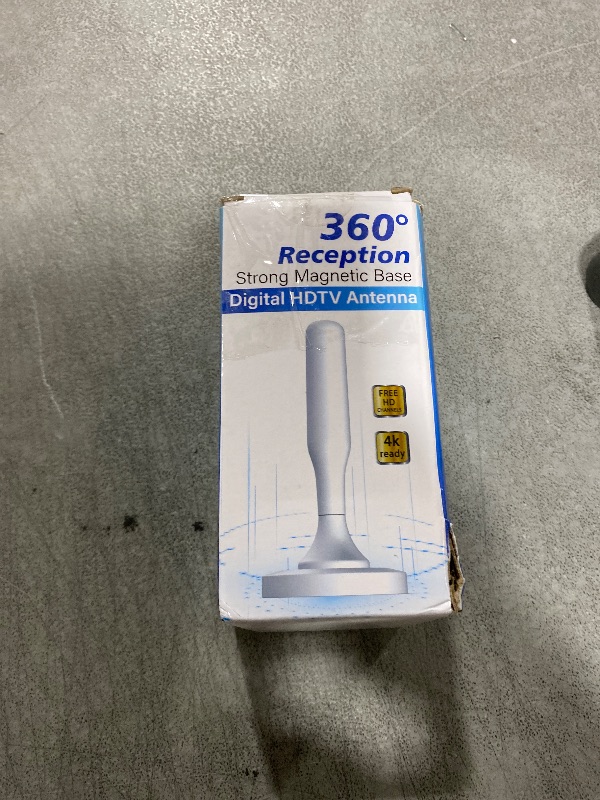 360°
Reception
Strong Magnetic Base
Digital HDTV Antenna
FREE
HD
CHANNELS
4k
ready